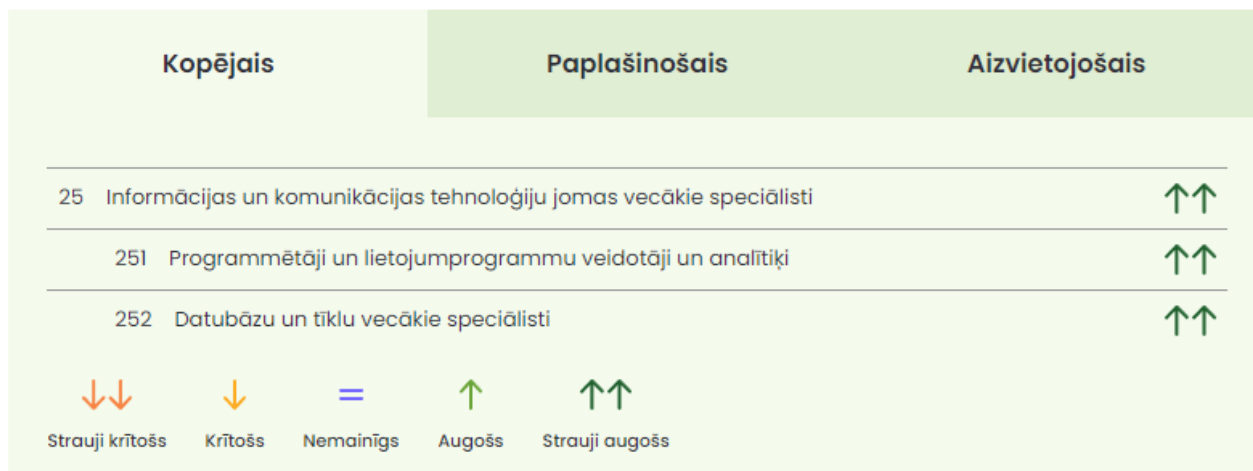 Kopējais Paplašinošais Aizvietojošais
25 Informācijas un komunikācijas tehnoloģiju jomas vecākie speciālisti ↑↑
251 Programmētāji un lietojumprogrammu veidotāji un analītiķi ↑↑
252 Datubāzu un tīklu vecākie speciālisti ↑↑
↓↓ ↓ = ↑ ↑↑
Strauji krītošs Krītošs Nemainīgs Augošs Strauji augošs